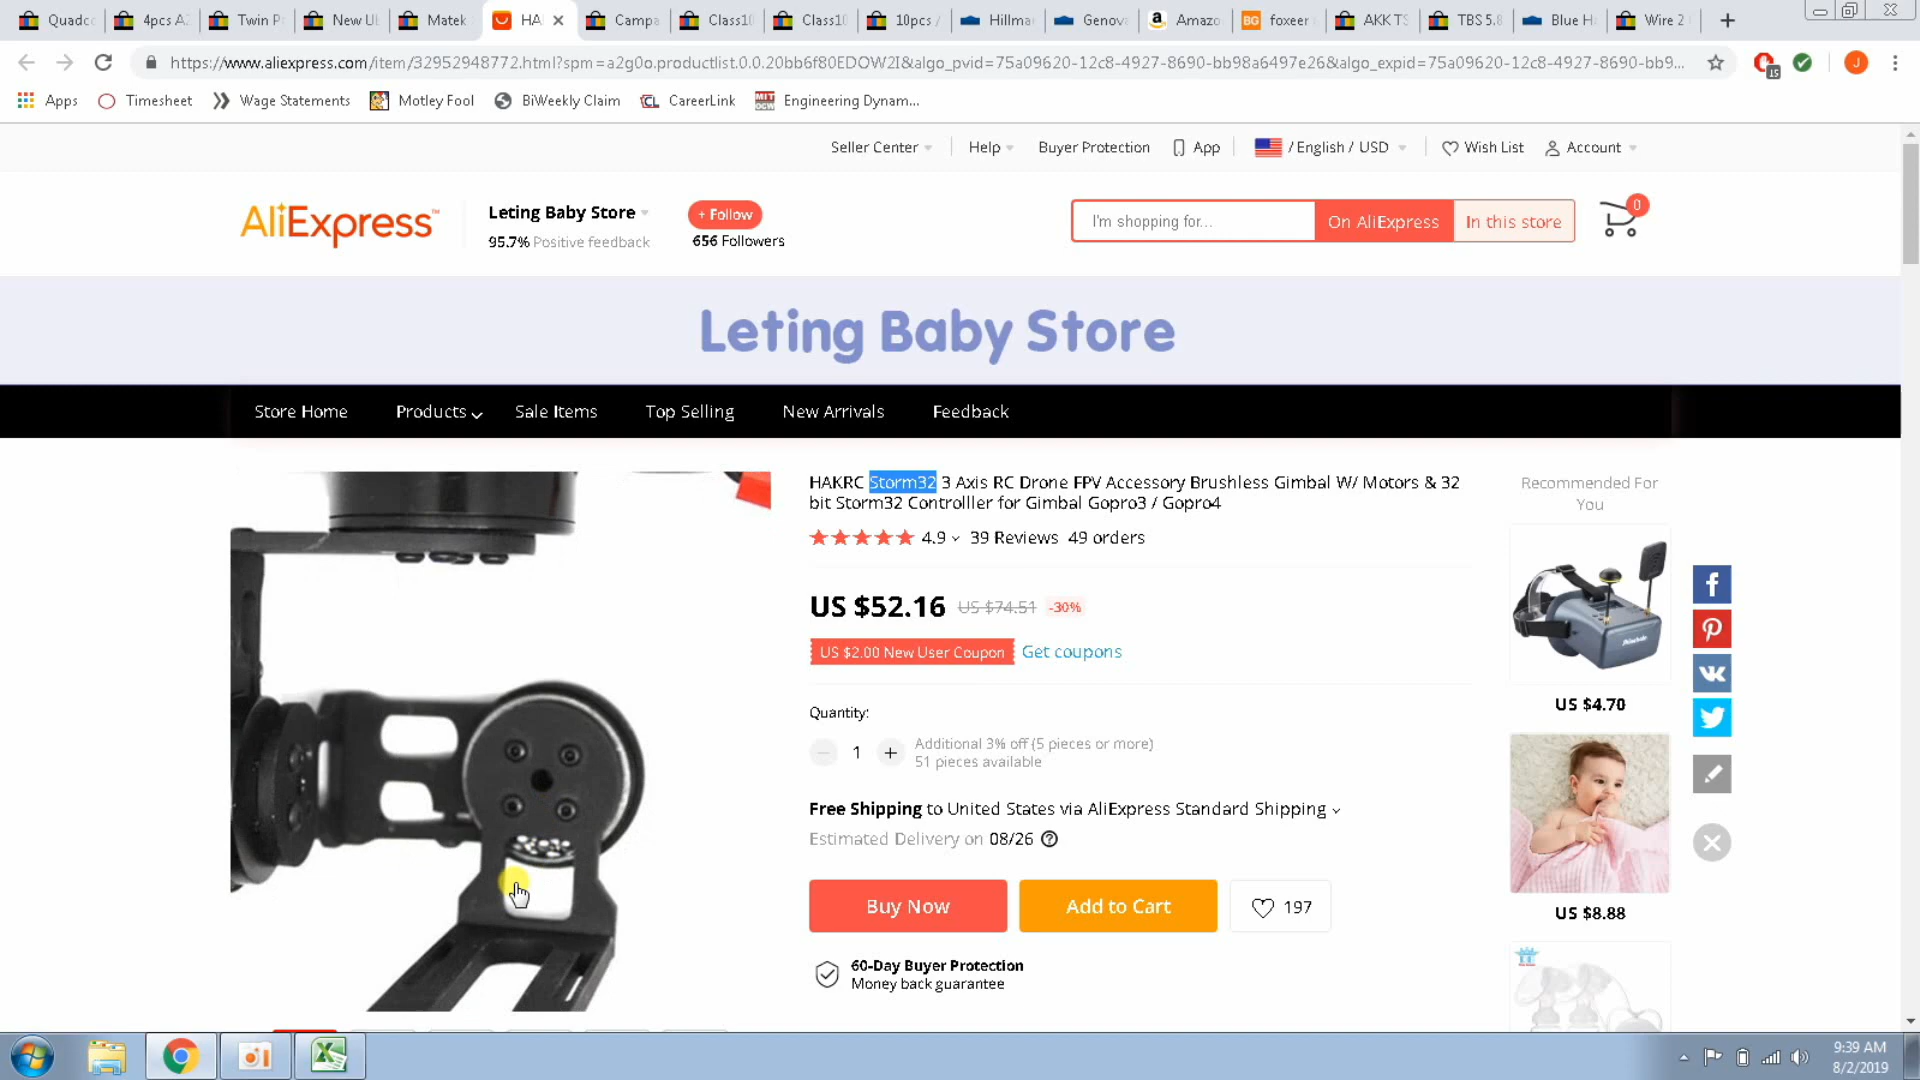 Quadcc
4pcs A
Twin P
New Ul
Matek
HA
Campa
Class10
Class10
10pcs /
Hillma
Genova
Amazo
BG foxeer
AKK TS
TBS 5.8
Blue H
Wire 2
https://www.aliexpress.com/item/32952948772.html?spm=a2g0o.productlist.0.0.20bb6f80EDOW2I&algo_pvid=75a09620-12c8-4927-8690-bb98a6497e26&algo_expid=75a09620-12c8-4927-8690-bb9...
15
J
Apps
Timesheet
Wage Statements
Motley Fool
BiWeekly Claim
CareerLink
Engineering Dynam...
Seller Center
Help
Buyer Protection
App
/ English / USD
Wish List
Account
AliExpress™
Leting Baby Store
95.7% Positive feedback
+ Follow
656 Followers
I'm shopping for...
On AliExpress
In this store
0
Leting Baby Store
Store Home
Products
Sale Items
Top Selling
New Arrivals
Feedback
HAKRC Storm32 3 Axis RC Drone FPV Accessory Brushless Gimbal W/ Motors & 32
bit Storm32 Controlller for Gimbal Gopro3 / Gopro4
4.9 39 Reviews 49 orders
US $52.16 US $74.51 -30%
US $2.00 New User Coupon Get coupons
Quantity:
1
Additional 3% off (5 pieces or more)
51 pieces available
Free Shipping to United States via AliExpress Standard Shipping
Estimated Delivery on 08/26
Buy Now
Add to Cart
197
60-Day Buyer Protection
Money back guarantee
Recommended For
You
US $4.70
US $8.88
9:39 AM
8/2/2019